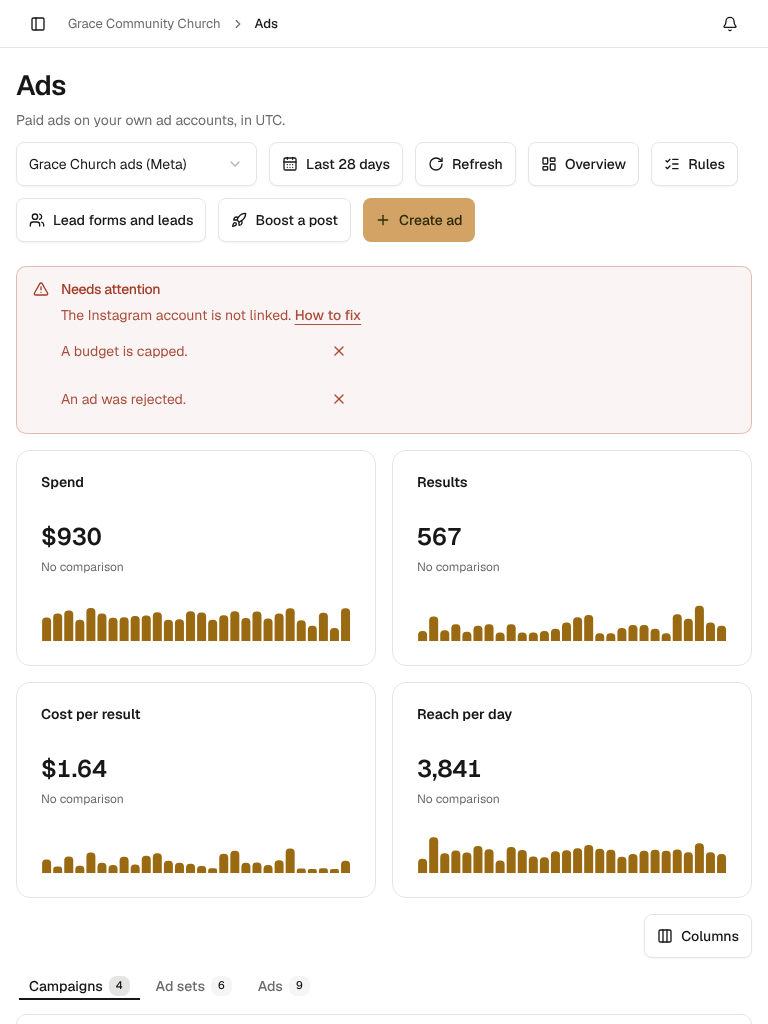 Grace Community Church > Ads
Ads
Paid ads on your own ad accounts, in UTC.
Grace Church ads (Meta)
Last 28 days
Refresh
Overview
Rules
Lead forms and leads
Boost a post
Create ad
Needs attention
The Instagram account is not linked. How to fix
A budget is capped.
An ad was rejected.
Spend
$930
No comparison
Results
567
No comparison
Cost per result
$1.64
No comparison
Reach per day
3,841
No comparison
Columns
Campaigns 4
Ad sets 6
Ads 9